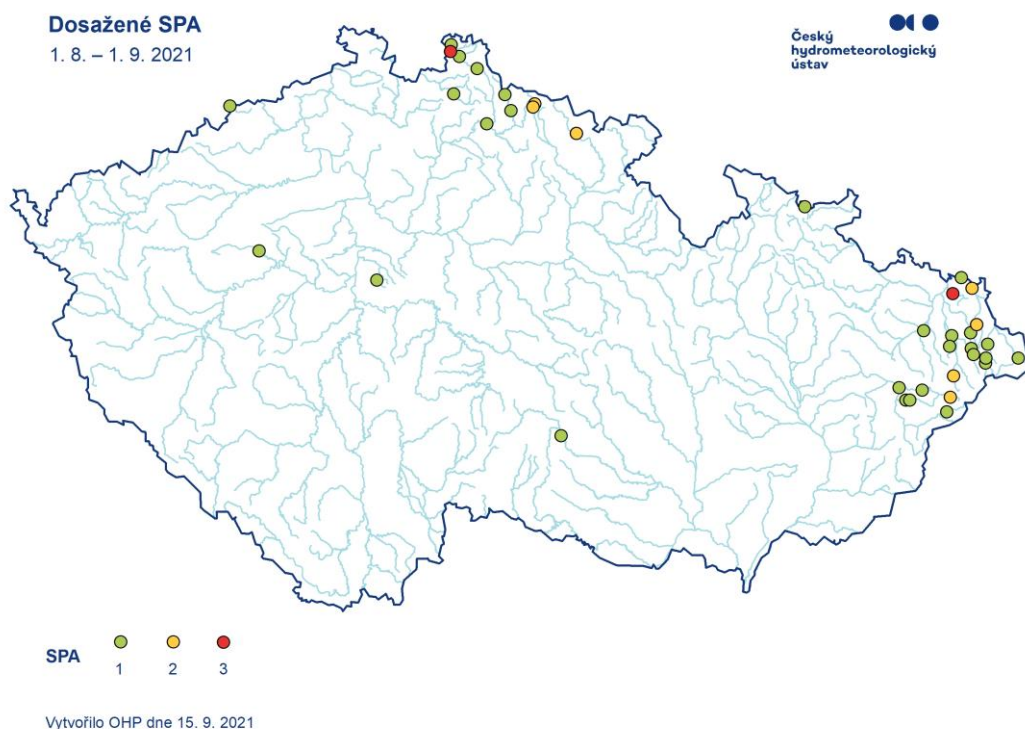 Dosažené SPA
1. 8. – 1. 9. 2021
Český
hydrometeorologický
ústav
SPA
1 2 3
Vytvořilo OHP dne 15. 9. 2021